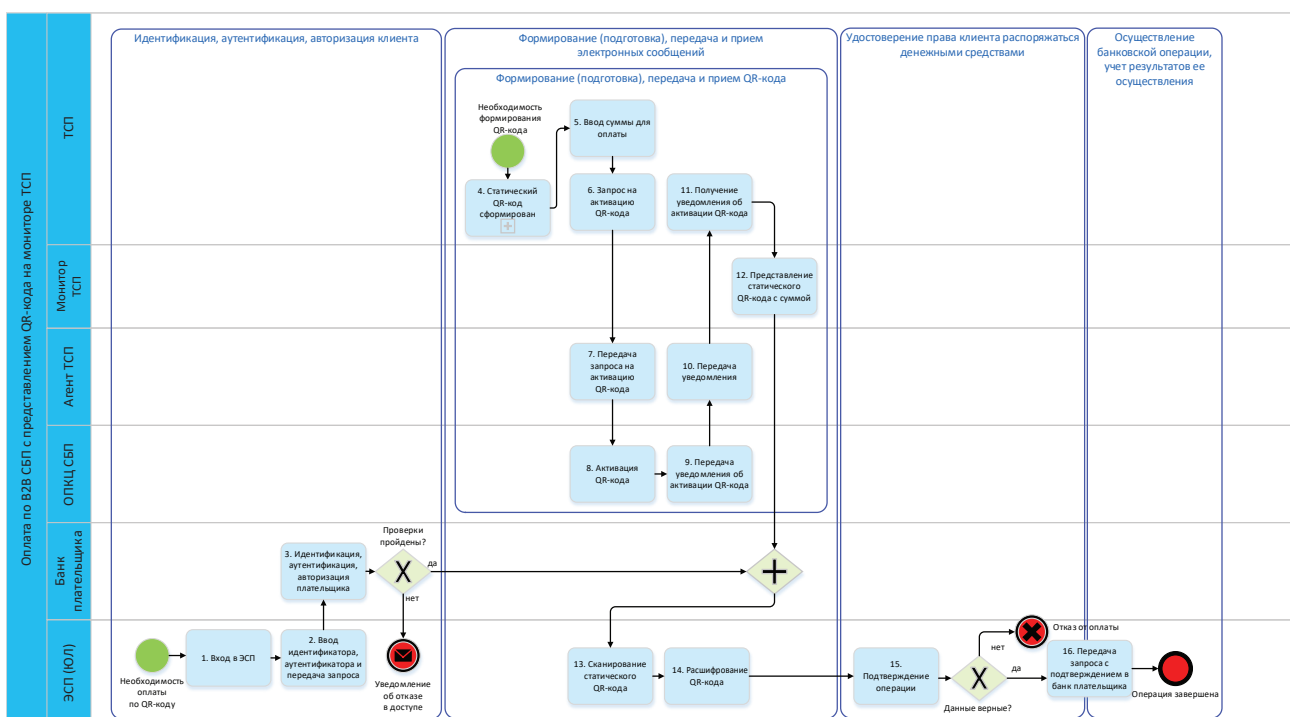 Оплата по B2B СБП с представлением QR-кода на мониторе ТСП
ТСП
Монитор
ТСП
Агент ТСП
ОПКЦ СБП
Банк
плательщика
ЭСП (ЮЛ)
Идентификация, аутентификация, авторизация клиента
Формирование (подготовка), передача и прием
электронных сообщений
Формирование (подготовка), передача и прием QR-кода
Удостоверение права клиента распоряжаться
денежными средствами
Осуществление
банковской операции,
учет результатов ее
осуществления
Необходимость
формирования
QR-кода
4. Статический
QR-код
сформирован
5. Ввод суммы для
оплаты
6. Запрос на
активацию
QR-кода
11. Получение
уведомления об
активации QR-кода
12. Представление
статического
QR-кода с суммой
7. Передача
запроса на
активацию
QR-кода
10. Передача
уведомления
8. Активация
QR-кода
9. Передача
уведомления об
активации QR-кода
Проверки
пройдены?
да
нет
3. Идентификация,
аутентификация,
авторизация
плательщика
Необходимость
оплаты
по QR-коду
1. Вход в ЭСП
2. Ввод
идентификатора,
аутентификатора и
передача запроса
Уведомление
об отказе
в доступе
13. Сканирование
статического
QR-кода
14. Расшифрование
QR-кода
15.
Подтверждение
операции
Данные верные?
нет
да
Отказ от оплаты
16. Передача
запроса с
подтверждением в
банк плательщика
Операция завершена